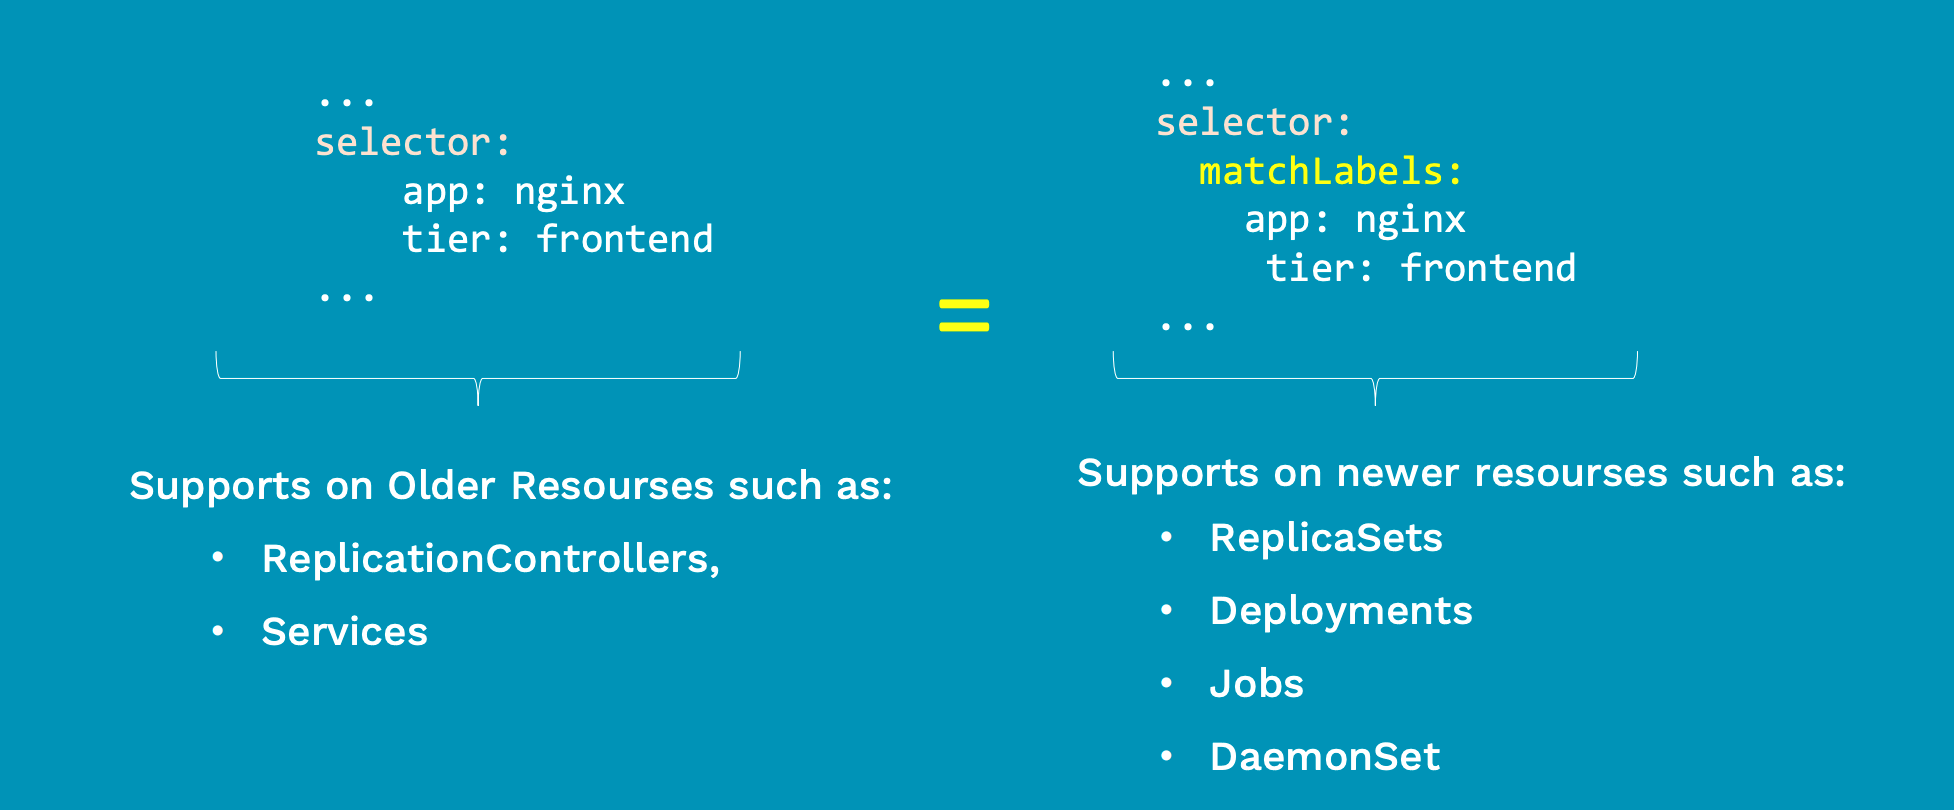 ...
selector:
app: nginx
tier: frontend
...
Supports on Older Resourses such as:
• ReplicationControllers,
• Services
=
...
selector:
matchLabels:
app: nginx
tier: frontend
...
Supports on newer resourses such as:
• ReplicaSets
• Deployments
• Jobs
• DaemonSet